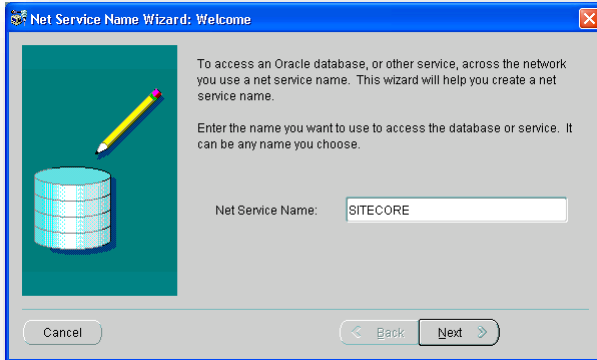 Net Service Name Wizard: Welcome
To access an Oracle database, or other service, across the network
you use a net service name. This wizard will help you create a net
service name.
Enter the name you want to use to access the database or service. It
can be any name you choose.
Net Service Name: SITECORE
Cancel Back Next